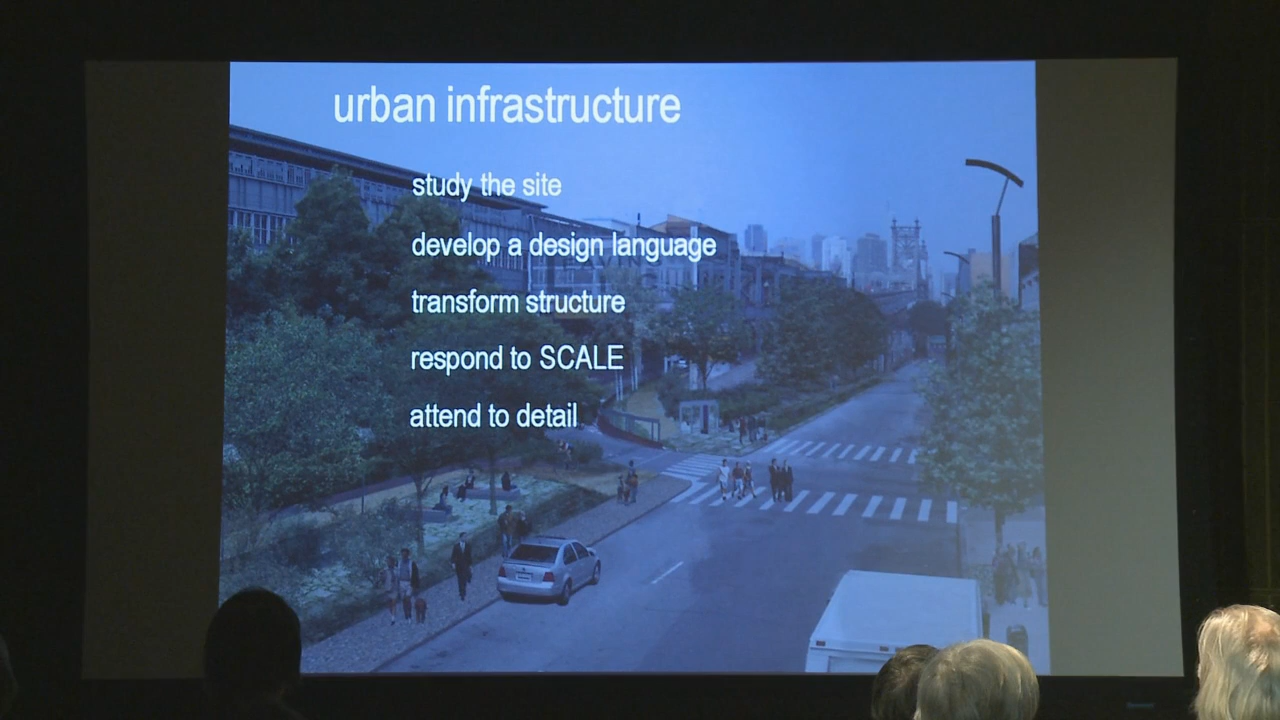 urban infrastructure
study the site
develop a design language
transform structure
respond to SCALE
attend to detail